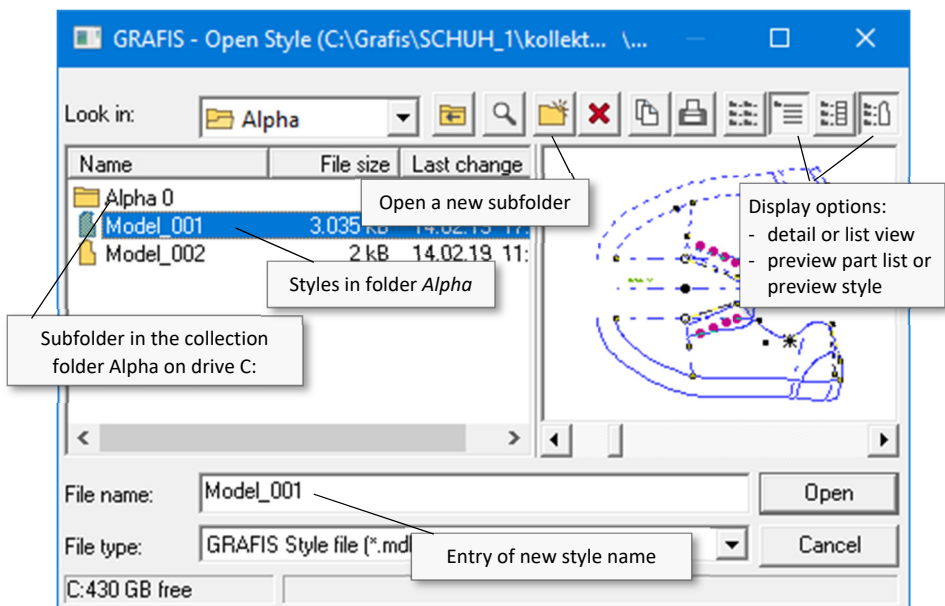 GRAFIS - Open Style (C:\Grafis\SCHUH_1\kollekt... \...
Look in:
Alpha
Name File size Last change
Alpha 0
Model_001 3.035 kB 14.02.19
Model_002 2 kB 14.02.19 11:
Open a new subfolder
Display options:
- detail or list view
- preview part list or
preview style
Styles in folder Alpha
Subfolder in the collection
folder Alpha on drive C:
File name: Model_001 Open
File type: GRAFIS Style file (*.md Cancel
Entry of new style name
C:430 GB free